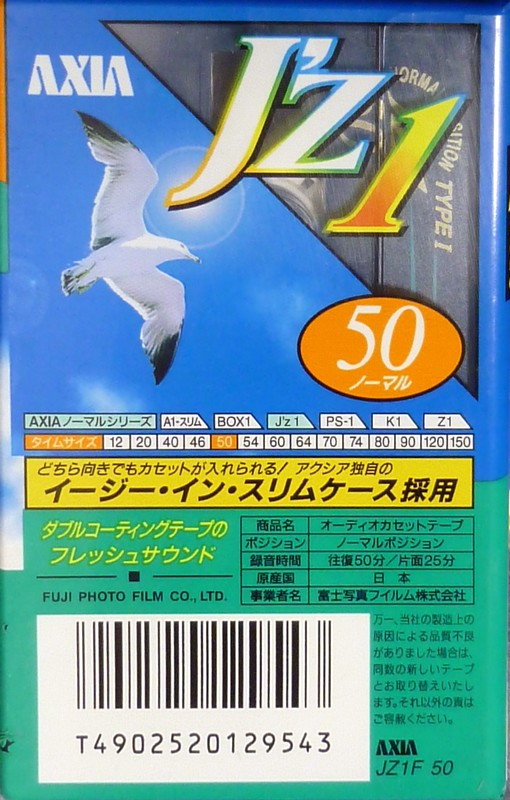 AXIA
J'z1
NORMAL POSITION TYPE I
50
ノーマル
AXIAノーマルシリーズ A1-スリム BOX1 J'z 1 PS-1 K1 Z1
タイムサイズ 12 20 40 46 50 54 60 64 70 74 80 90 120 150
どちら向きでもカセットが入れられる! アクシア独自の
イージー・イン・スリムケース採用
ダブルコーティングテープの
フレッシュサウンド
FUJI PHOTO FILM CO., LTD.
商品名 オーディオカセットテープ
ポジション ノーマルポジション
録音時間 往復50分/片面25分
原産国 日本
事業者名 富士写真フイルム株式会社
万一、当社の製造上の
原因による品質不良
がありました場合は、
同数の新しいテープ
とお取り替えいたし
ます。それ以外の責は
ご容赦ください。
T4902520129543
AXIA
JZ1F 50